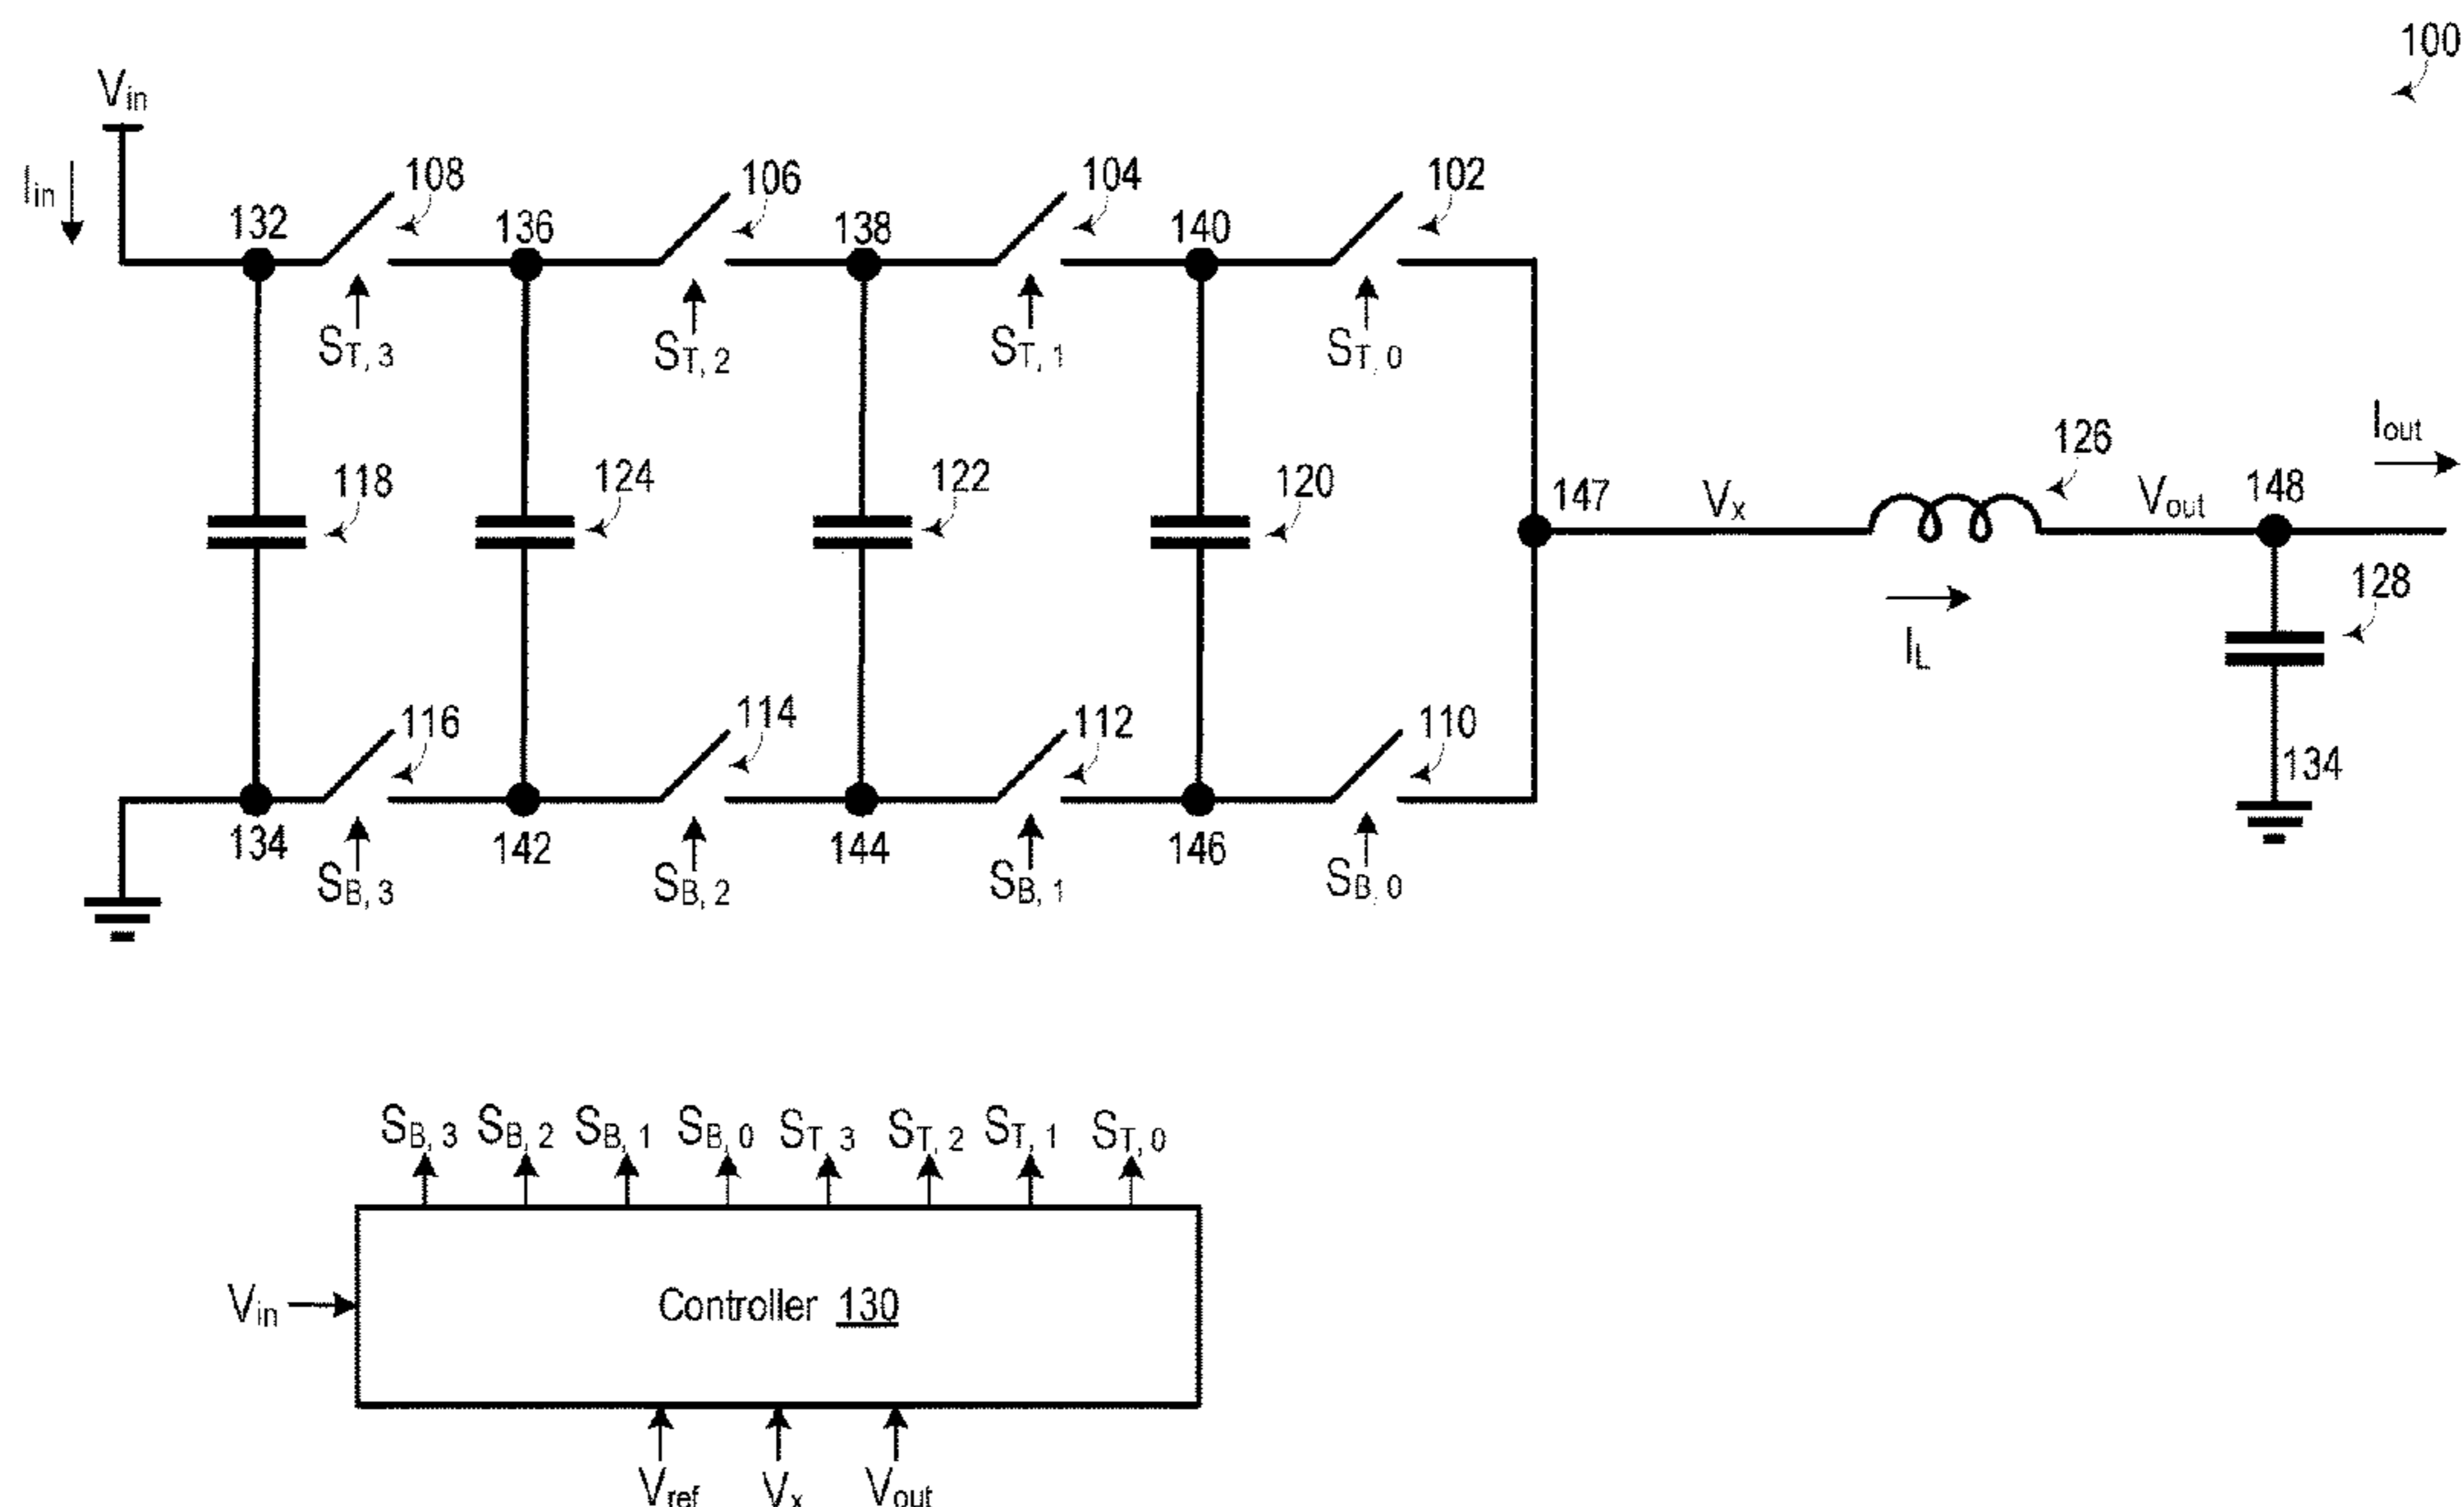 100
Vin
Iin
108
106
104
102
132
136
138
140
ST, 3
ST, 2
ST, 1
ST, 0
118
124
122
120
147
Vx
126
Vout
148
Iout
IL
128
134
116
114
112
110
134
142
144
146
SB, 3
SB, 2
SB, 1
SB, 0
SB, 3 SB, 2 SB, 1 SB, 0 ST, 3 ST, 2 ST, 1 ST, 0
Vin
Controller 130
Vref Vx Vout